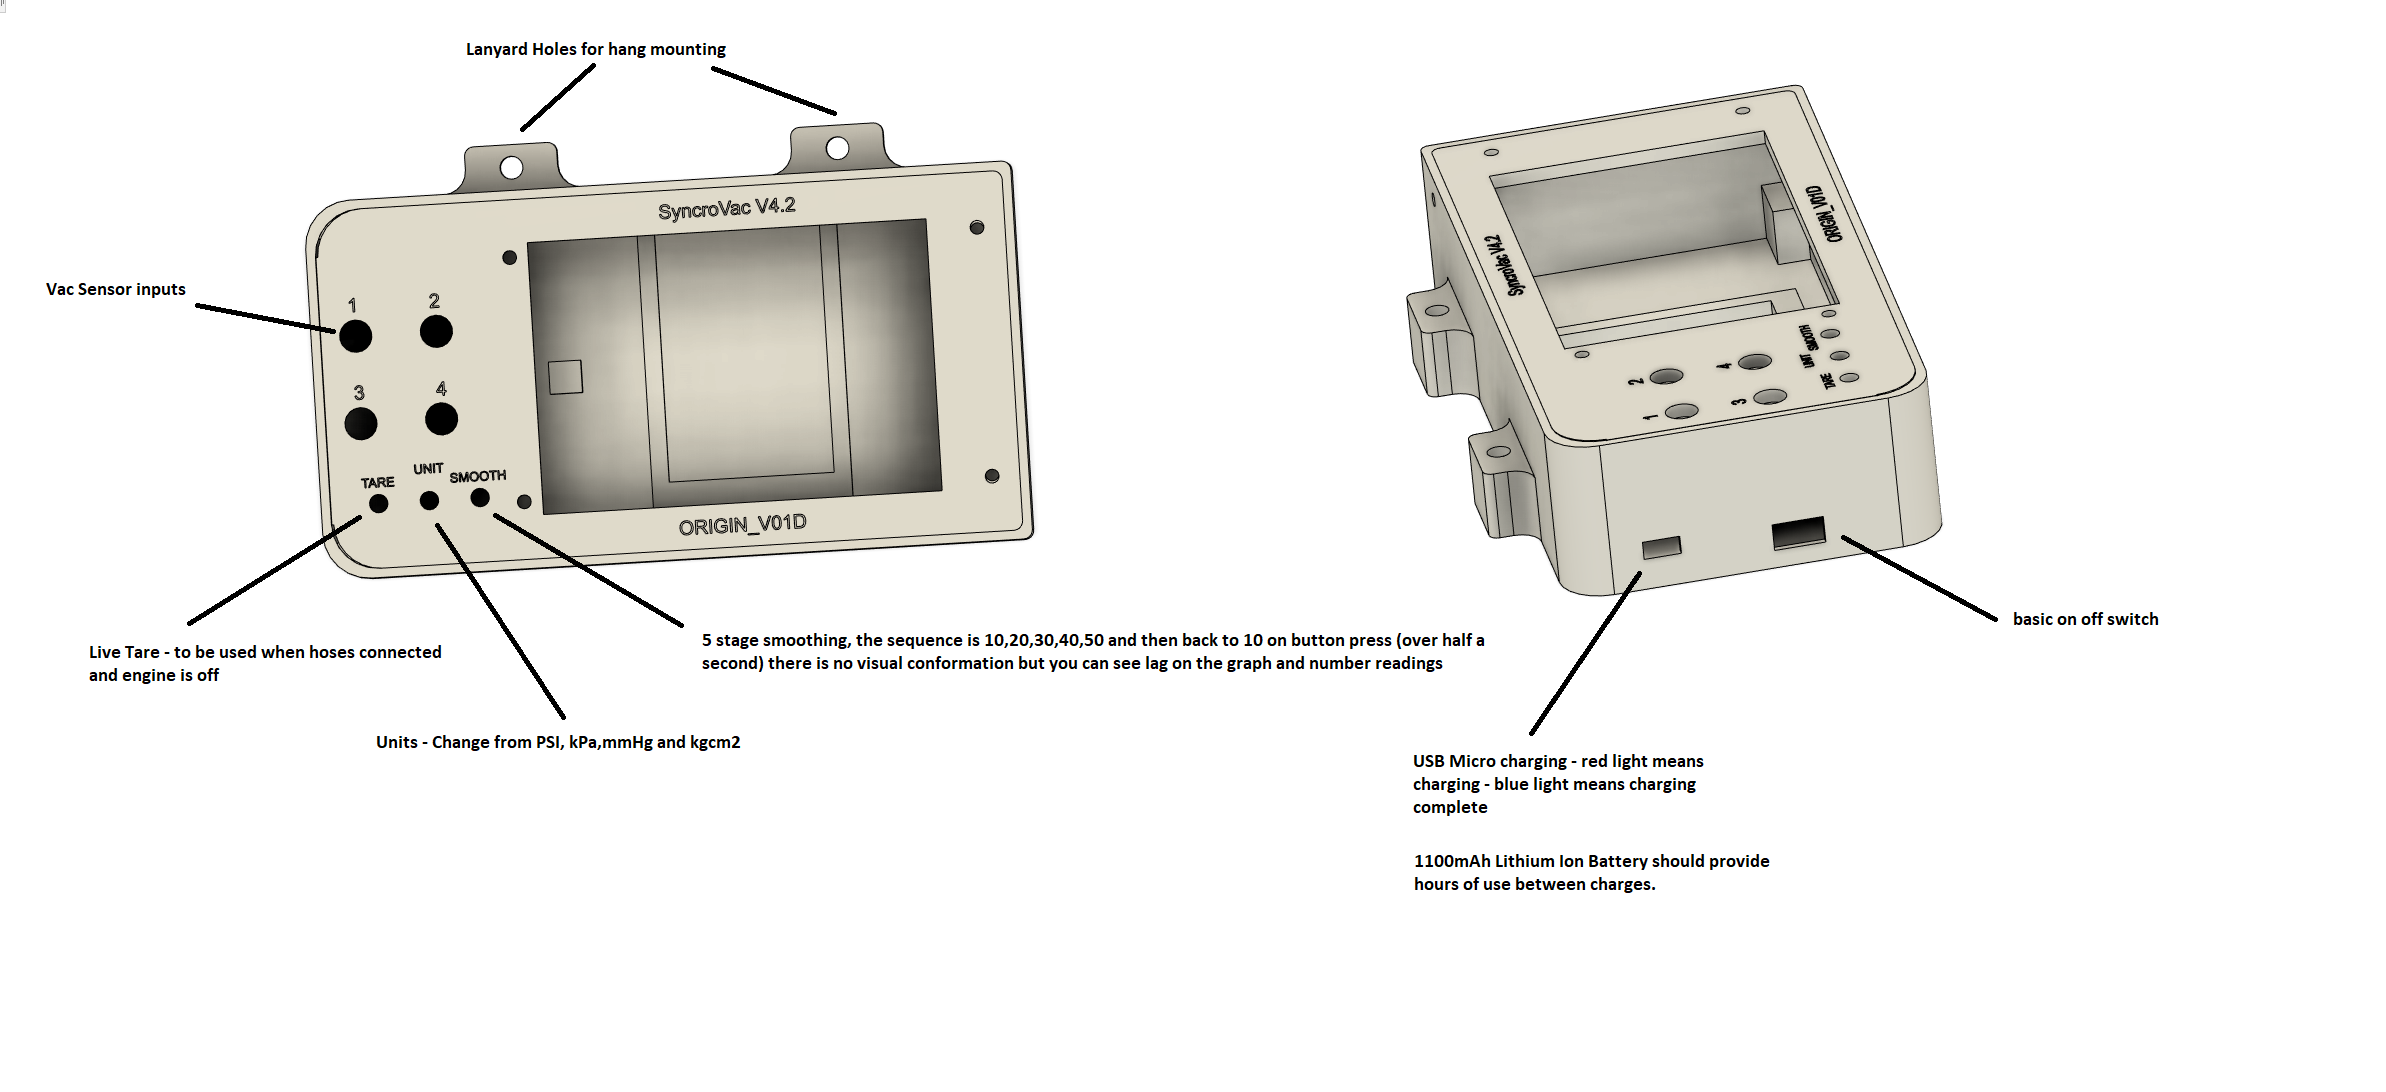 Lanyard Holes for hang mounting
SyncroVac V4.2
Vac Sensor inputs
1
2
3
4
TARE
UNIT
SMOOTH
ORIGIN_V01D
Live Tare - to be used when hoses connected
and engine is off
5 stage smoothing, the sequence is 10,20,30,40,50 and then back to 10 on button press (over half a
second) there is no visual conformation but you can see lag on the graph and number readings
Units - Change from PSI, kPa,mmHg and kgcm2
ORIGIN_V01D
SyncroVac V4.2
SMOOTH
UNIT
TARE
2
4
1
3
basic on off switch
USB Micro charging - red light means
charging - blue light means charging
complete
1100mAh Lithium Ion Battery should provide
hours of use between charges.